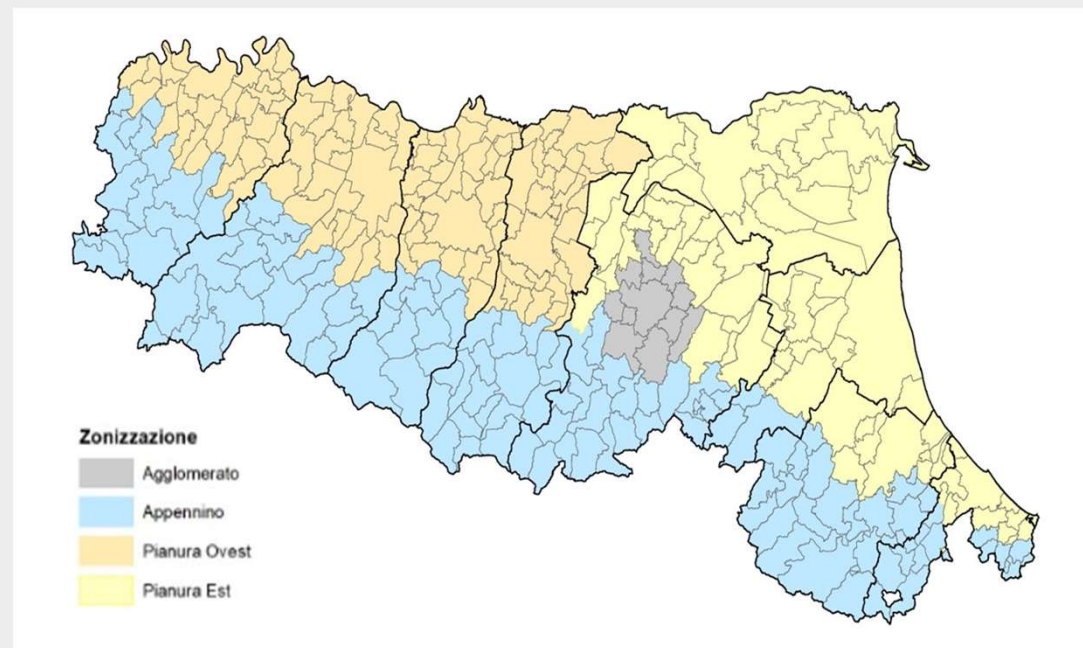 Zonizzazione
Agglomerato
Appennino
Pianura Ovest
Pianura Est